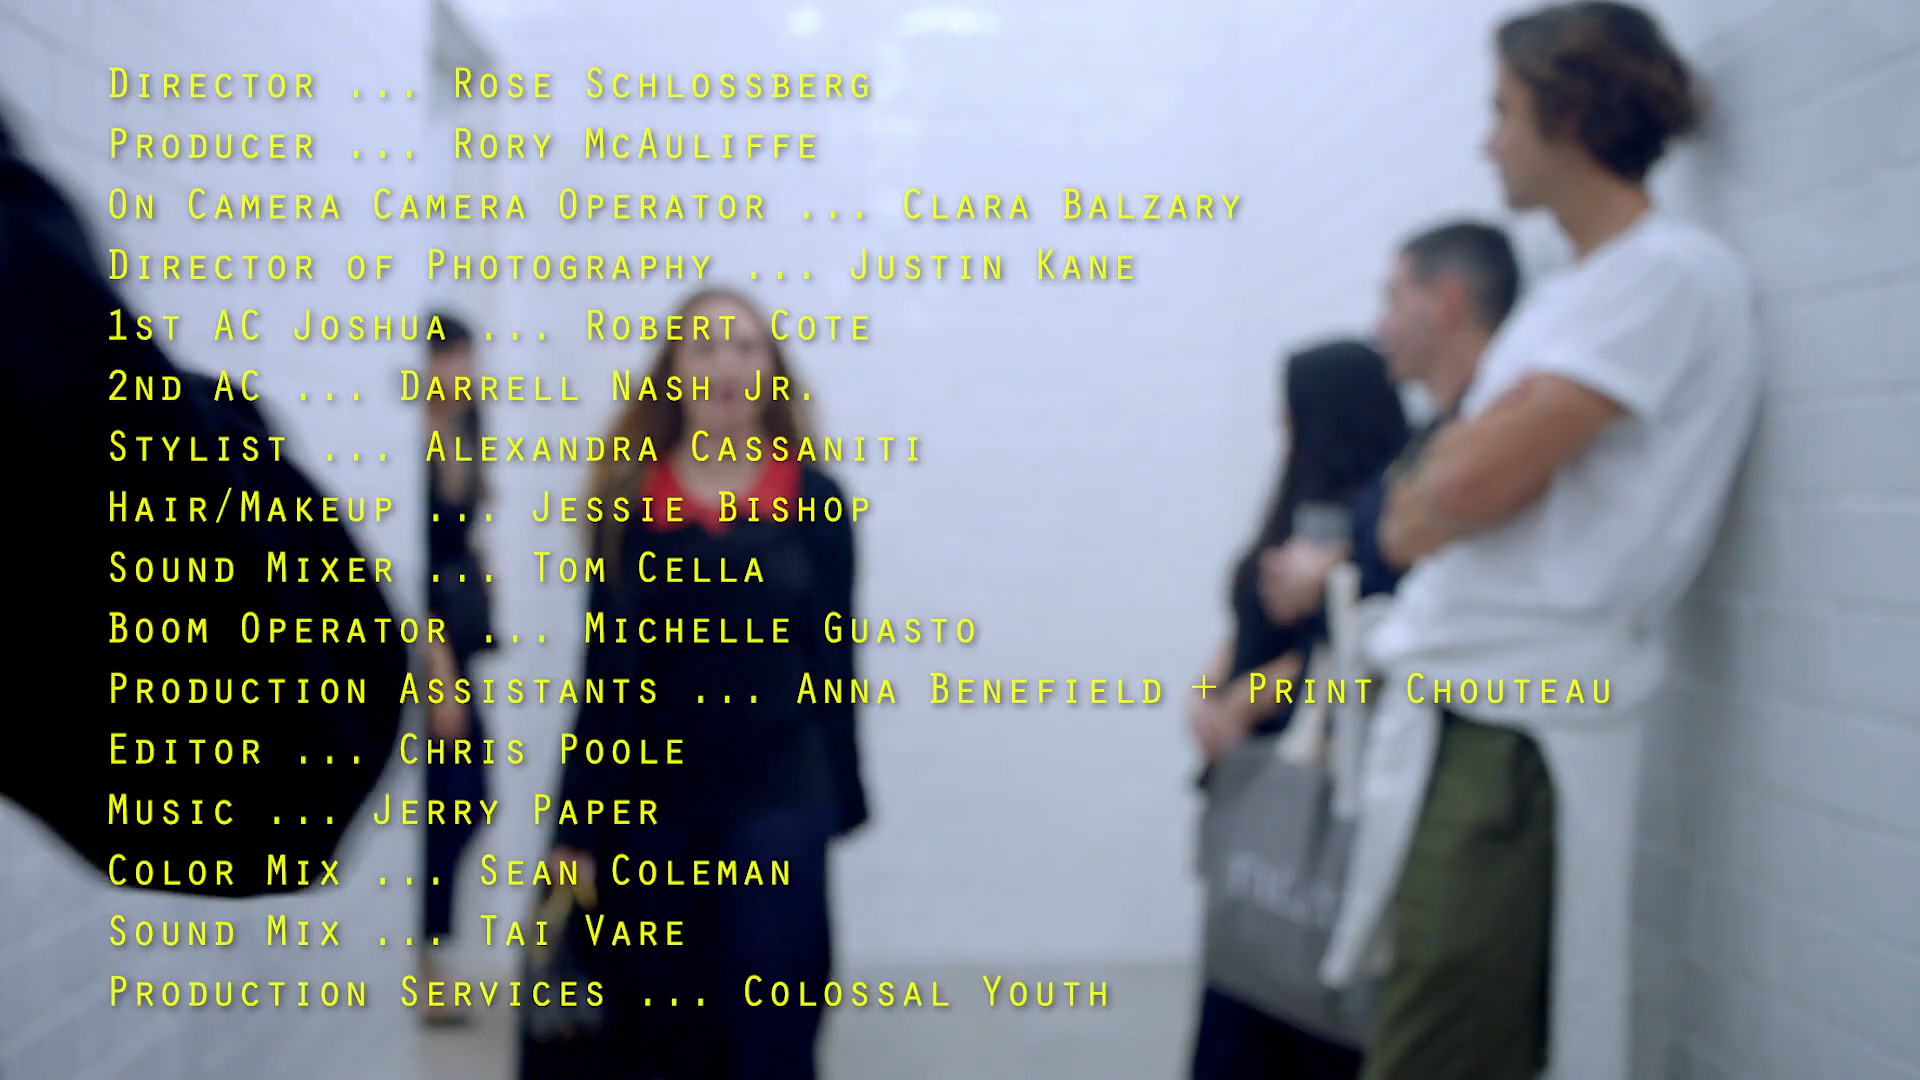 Director ... Rose Schlossberg
Producer ... Rory McAuliffe
On Camera Camera Operator ... Clara Balzary
Director of Photography ... Justin Kane
1st AC Joshua ... Robert Cote
2nd AC ... Darrell Nash Jr.
Stylist ... Alexandra Cassaniti
Hair/Makeup ... Jessie Bishop
Sound Mixer ... Tom Cella
Boom Operator ... Michelle Guasto
Production Assistants ... Anna Benefield + Print Chouteau
Editor ... Chris Poole
Music ... Jerry Paper
Color Mix ... Sean Coleman
Sound Mix ... Tai Vare
Production Services ... Colossal Youth